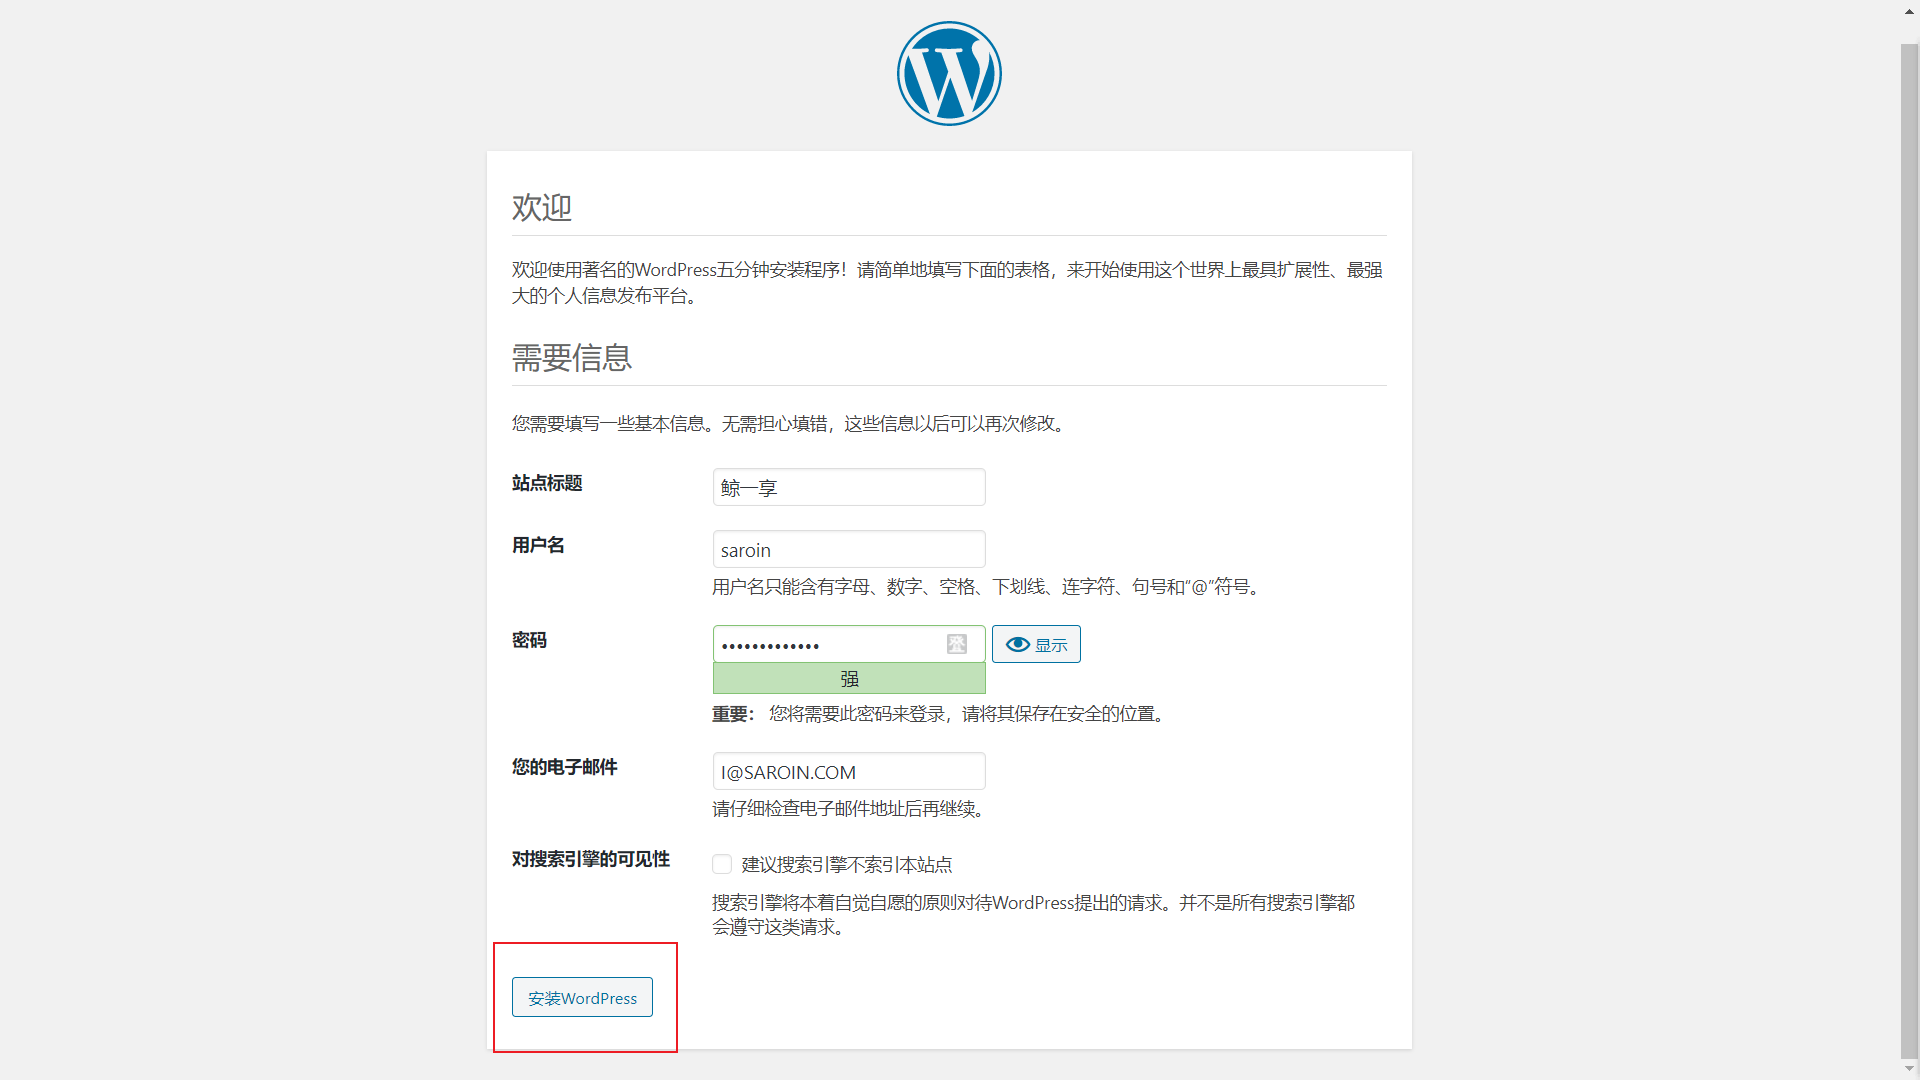 欢迎
欢迎使用著名的WordPress五分钟安装程序！请简单地填写下面的表格，来开始使用这个世界上最具扩展性、最强
大的个人信息发布平台。
需要信息
您需要填写一些基本信息。无需担心填错，这些信息以后可以再次修改。
站点标题
鲸一享
用户名
saroin
用户名只能含有字母、数字、空格、下划线、连字符、句号和“@”符号。
密码
•••••••••••••
登
显示
强
重要： 您将需要此密码来登录，请将其保存在安全的位置。
您的电子邮件
I@SAROIN.COM
请仔细检查电子邮件地址后再继续。
对搜索引擎的可见性
建议搜索引擎不索引本站点
搜索引擎将本着自觉自愿的原则对待WordPress提出的请求。并不是所有搜索引擎都
会遵守这类请求。
安装WordPress